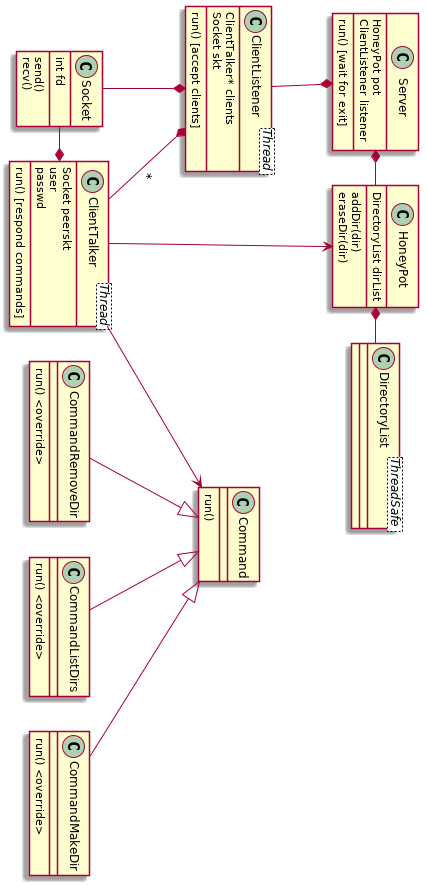 C Server
HoneyPot pot
ClientListener listener
run() [wait for exit]
C ClientListener
Thread
ClientTalker* clients
Socket skt
run() [accept clients]
C Socket
int fd
send()
recv()
C HoneyPot
DirectoryList dirList
addDir(dir)
eraseDir(dir)
*
C ClientTalker
Thread
Socket peerskt
user
passwd
run() [respond commands]
C DirectoryList
ThreadSafe
C Command
run()
C CommandRemoveDir
run() <override>
C CommandListDirs
run() <override>
C CommandMakeDir
run() <override>